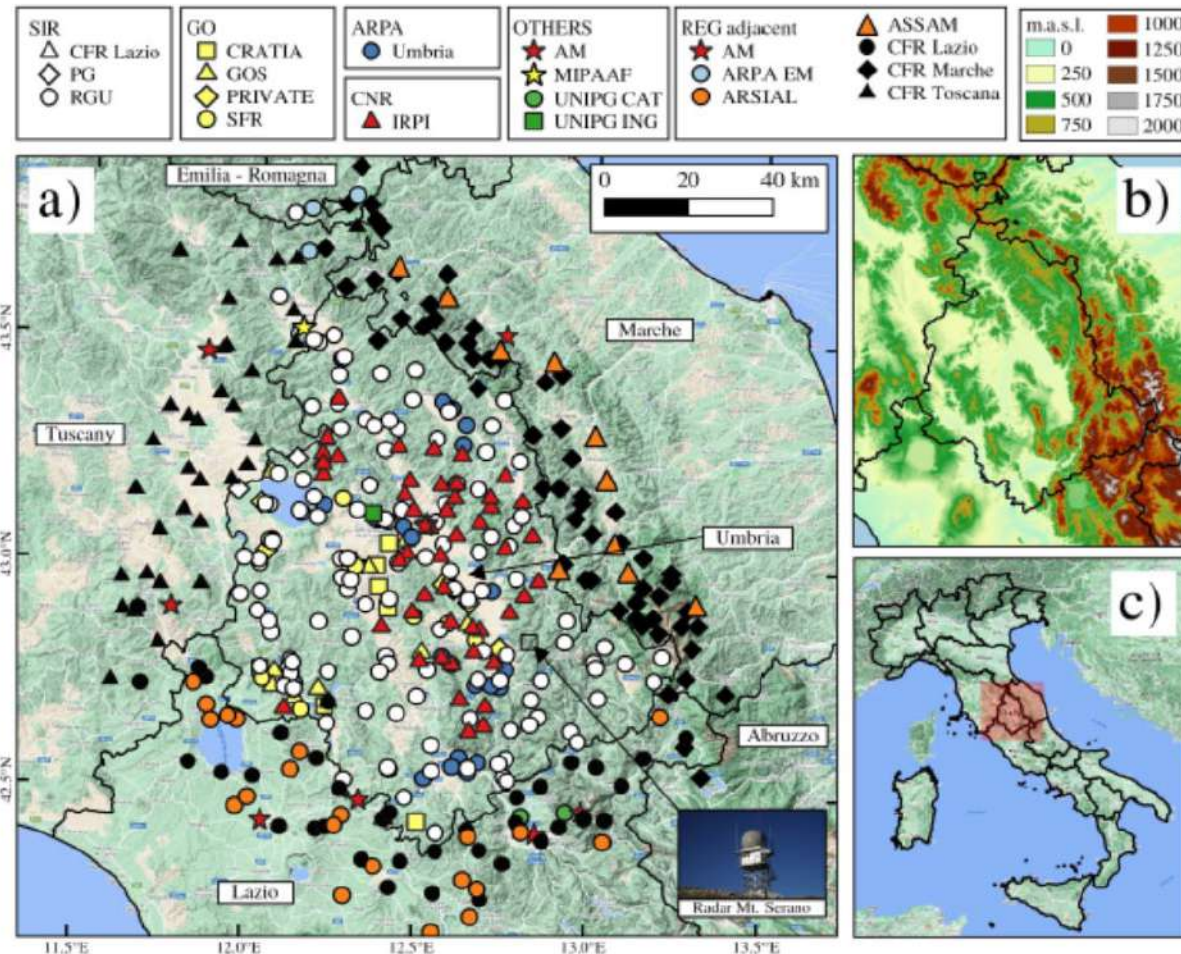 SIR
CFR Lazio
PG
RGU
GO
CRATIA
GOS
PRIVATE
SFR
ARPA
Umbria
CNR
IRPI
OTHERS
AM
MIPAAF
UNIPG CAT
UNIPG ING
REG adjacent
AM
ARPA EM
ARSIAL
ASSAM
CFR Lazio
CFR Marche
CFR Toscana
m.a.s.l.
0
250
500
750
1000
1250
1500
1750
2000
a)
Emilia - Romagna
0 20 40 km
Marche
Tuscany
Umbria
Abruzzo
Lazio
Radar Mt. Serano
43.5°N
43.0°N
42.5°N
11.5°E 12.0°E 12.5°E 13.0°E 13.5°E
b)
c)